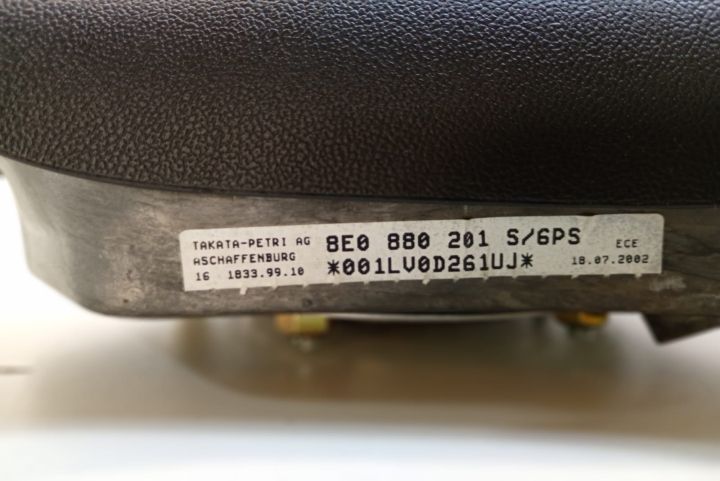 TAKATA-PETRI AG 8E0 880 201 S/6PS ECE
ASCHAFFENBURG *001LV0D261UJ* 18.07.2002
16 1833.99.10